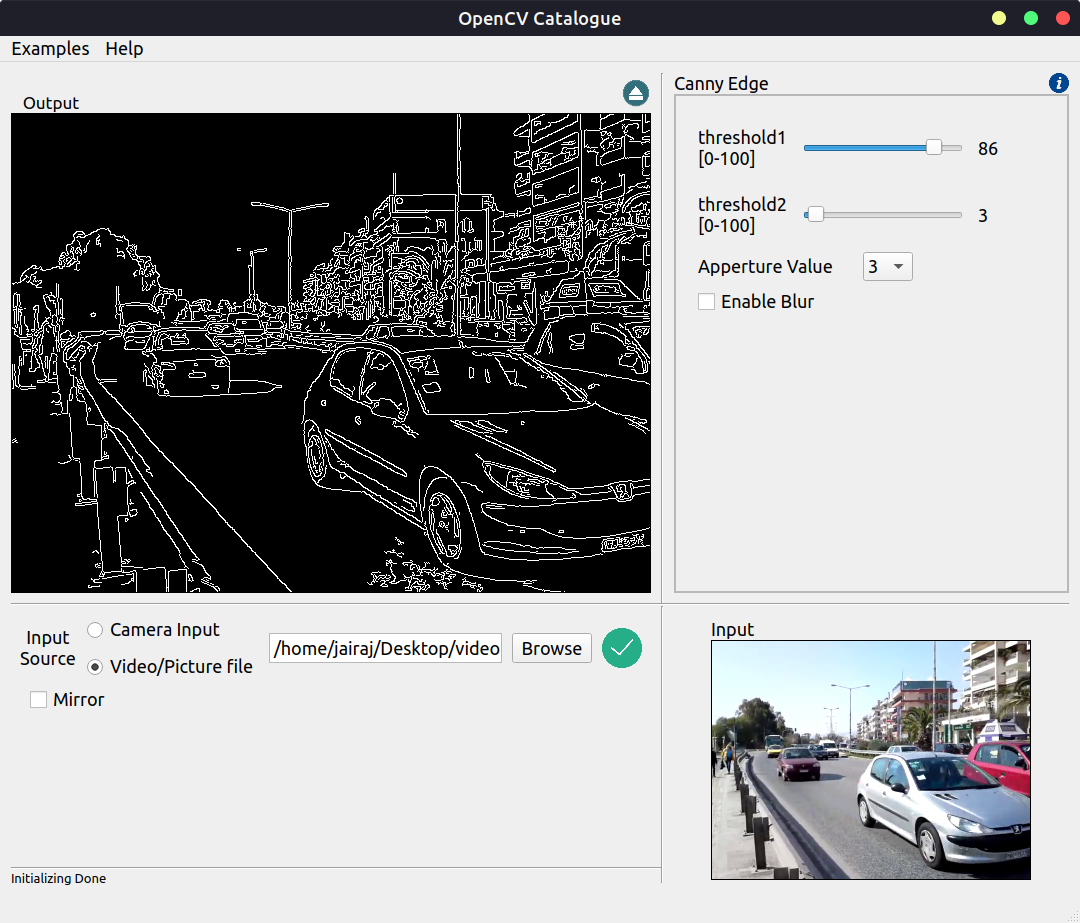 OpenCV Catalogue
Examples Help
Output
Canny Edge
threshold1
[0-100]
86
threshold2
[0-100]
3
Apperture Value
3
Enable Blur
Input
Source
Camera Input
Video/Picture file
/home/jairaj/Desktop/video
Browse
Mirror
Input
Initializing Done